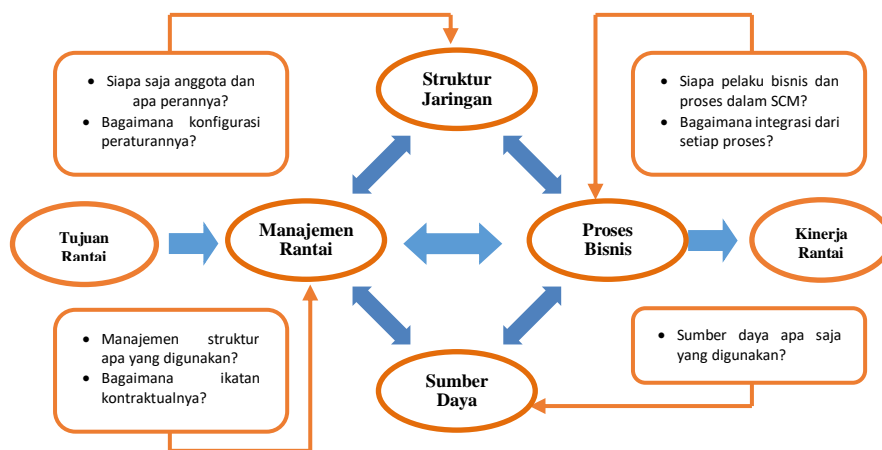 • Siapa saja anggota dan
apa perannya?
• Bagaimana konfigurasi
peraturannya?
Struktur
Jaringan
• Siapa pelaku bisnis dan
proses dalam SCM?
• Bagaimana integrasi dari
setiap proses?
Tujuan
Rantai
Manajemen
Rantai
Proses
Bisnis
Kinerja
Rantai
• Manajemen struktur
apa yang digunakan?
• Bagaimana ikatan
kontraktualnya?
Sumber
Daya
• Sumber daya apa saja
yang digunakan?